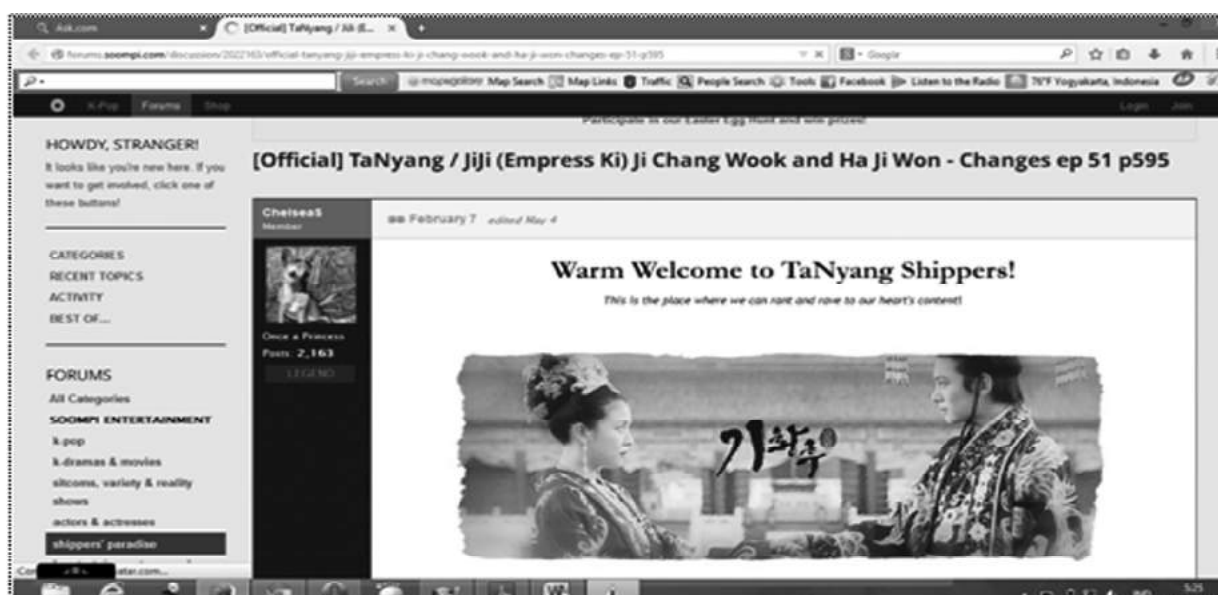 Ask.com
[Official] TaNyang / JiJi (E...
forums.soompi.com/discussion/2022163/official-tanyang-jiji-empress-ki-ji-chang-wook-and-ha-ji-won-changes-ep-51-p595
Google
Search
Map Search Map Links Traffic People Search Tools Facebook Listen to the Radio 76°F Yogyakarta, Indonesia
K-Pop Forums Shop Login Join
Participate in our Easter Egg Hunt and win prizes!
HOWDY, STRANGER!
It looks like you're new here. If you
want to get involved, click one of
these buttons!
CATEGORIES
RECENT TOPICS
ACTIVITY
BEST OF...
FORUMS
All Categories
SOOMPI ENTERTAINMENT
k-pop
k-dramas & movies
sitcoms, variety & reality
shows
actors & actresses
shippers' paradise
[Official] TaNyang / JiJi (Empress Ki) Ji Chang Wook and Ha Ji Won - Changes ep 51 p595
Chelsea5
Member
February 7 edited May 4
Once a Princess
Posts: 2,163
LEGEND
Warm Welcome to TaNyang Shippers!
This is the place where we can rant and rave to our heart's content!
기황후
atar.com...
5:25